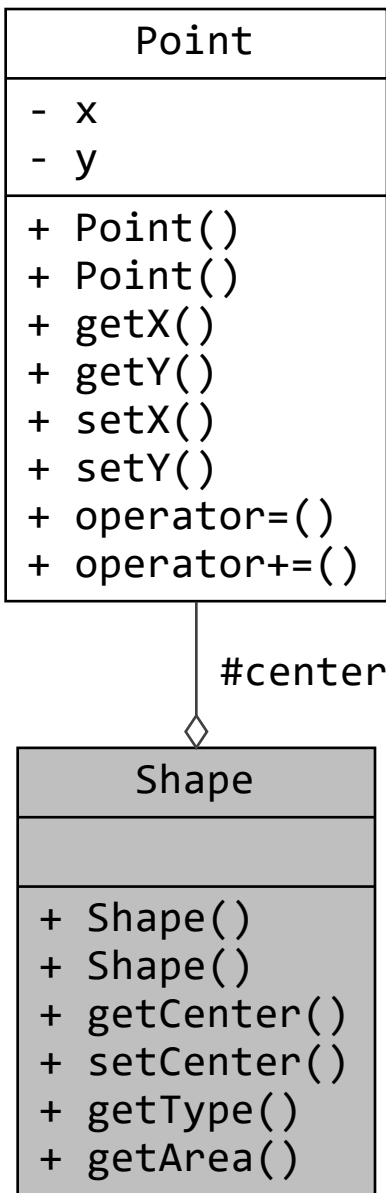 Point
- x
- y
+ Point()
+ Point()
+ getX()
+ getY()
+ setX()
+ setY()
+ operator=()
+ operator+=()
#center
Shape
+ Shape()
+ Shape()
+ getCenter()
+ setCenter()
+ getType()
+ getArea()